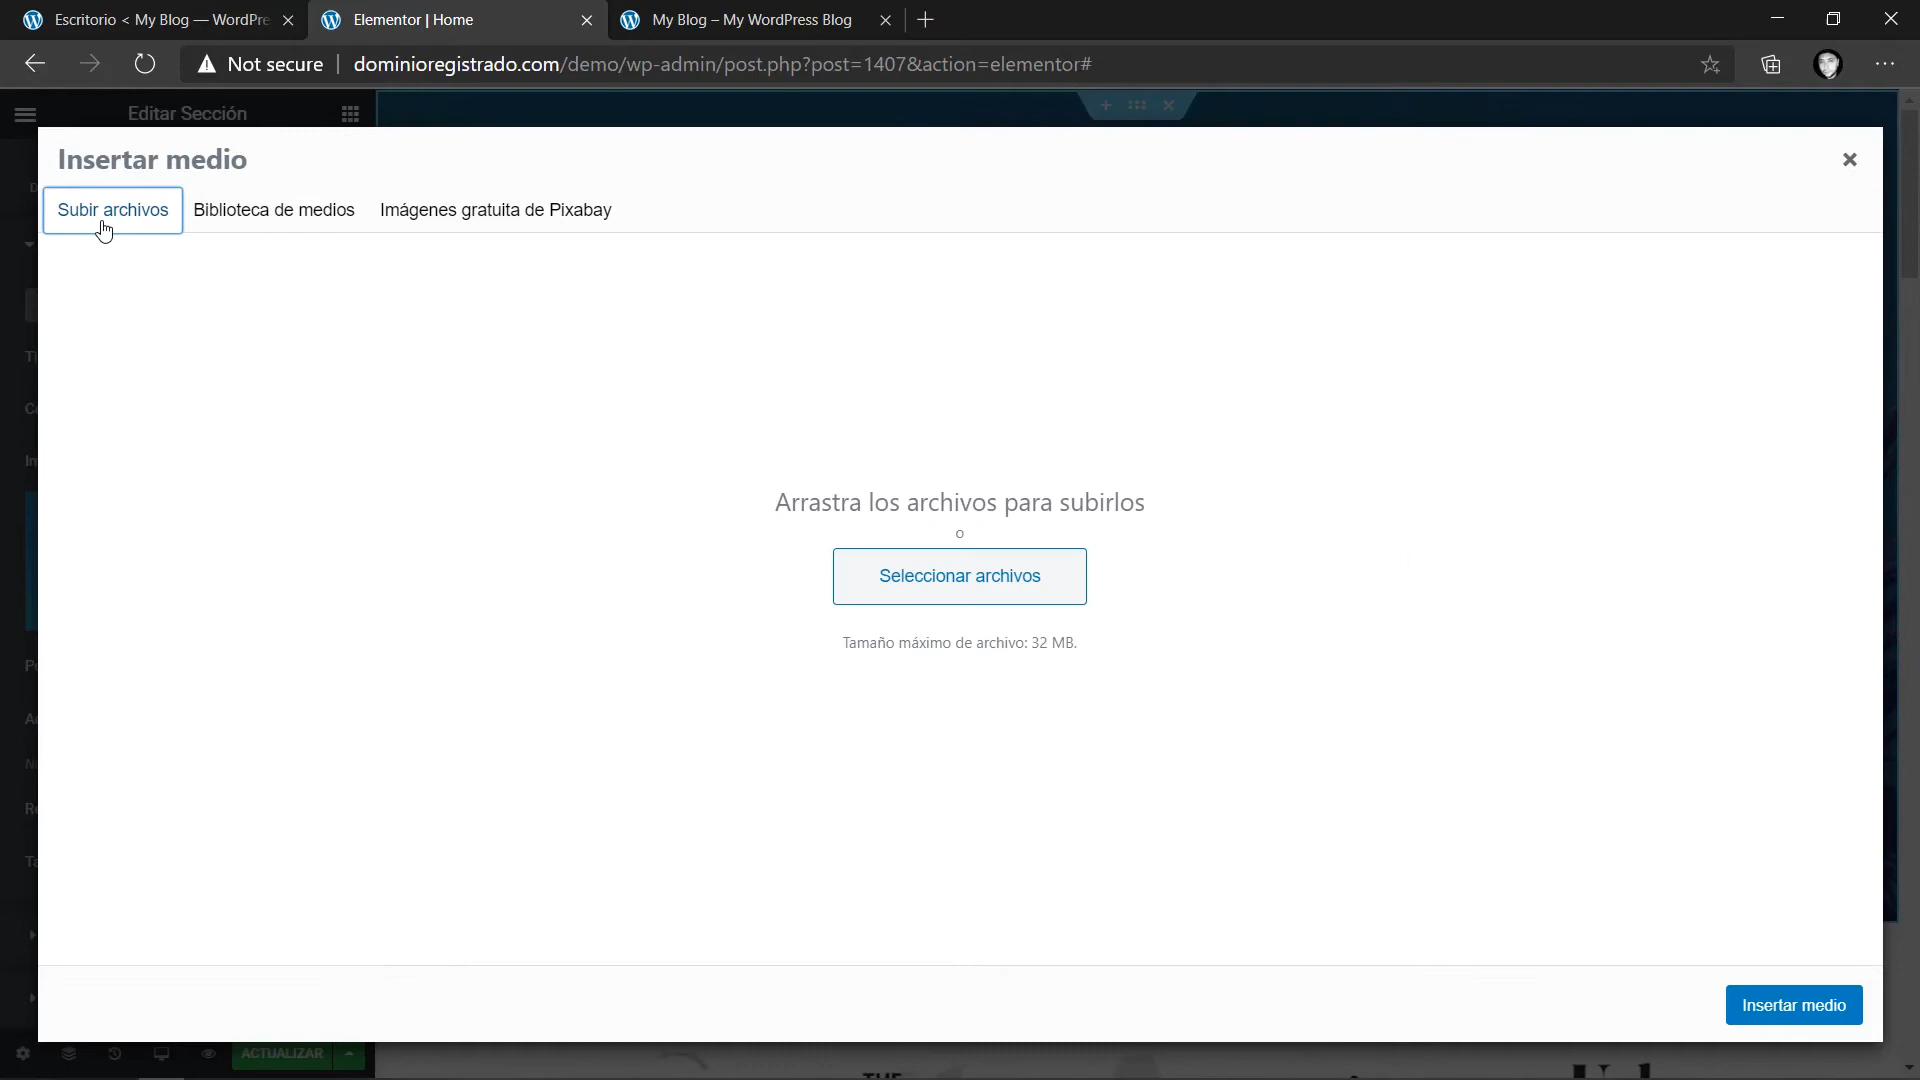 Escritorio < My Blog — WordPre
Elementor | Home
My Blog – My WordPress Blog
Not secure
dominioregistrado.com/demo/wp-admin/post.php?post=1407&action=elementor#
Editar Sección
Insertar medio
Subir archivos
Biblioteca de medios
Imágenes gratuita de Pixabay
Arrastra los archivos para subirlos
o
Seleccionar archivos
Tamaño máximo de archivo: 32 MB.
Insertar medio
ACTUALIZAR
THE